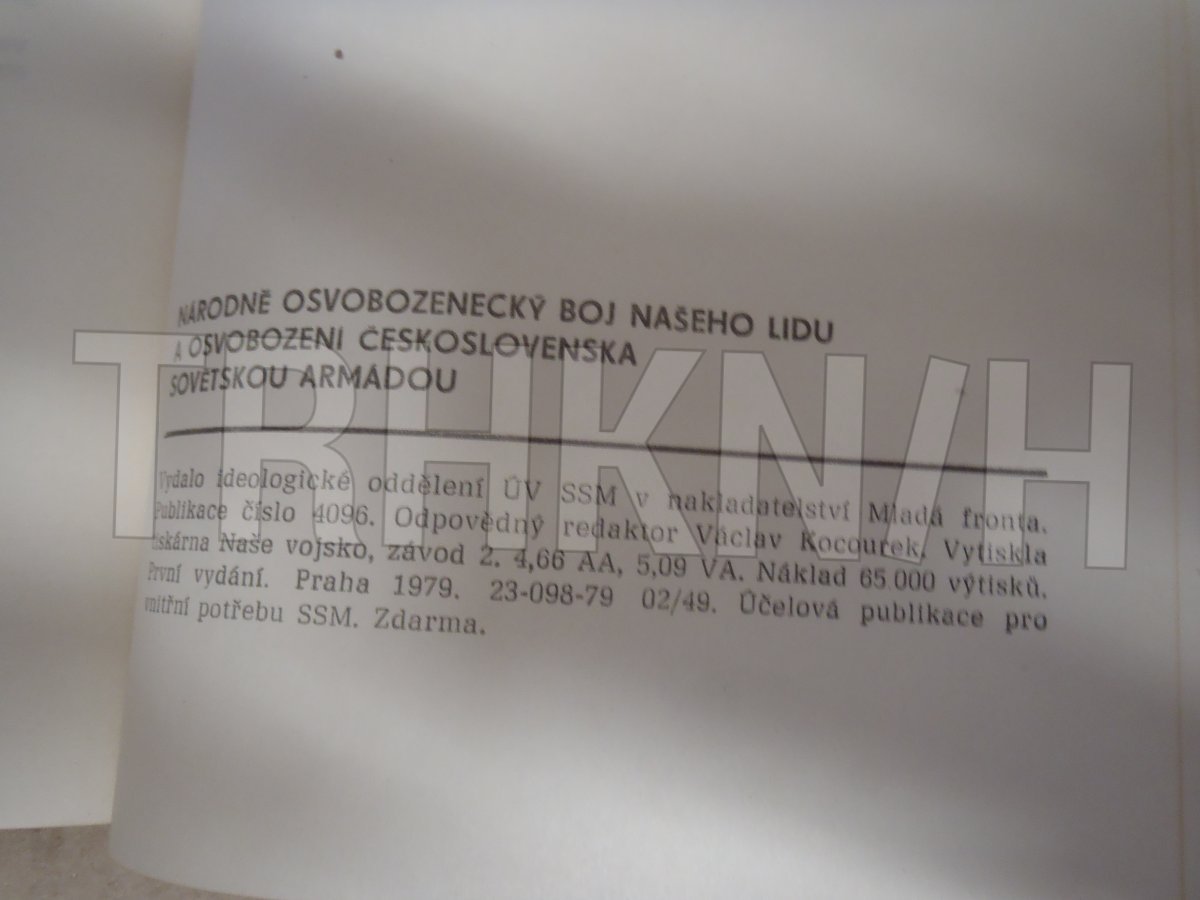 NÁRODNĚ OSVOBOZENECKÝ BOJ NAŠEHO LIDU
A OSVOBOZENÍ ČESKOSLOVENSKA
SOVĚTSKOU ARMÁDOU
Vydalo ideologické oddělení ÚV SSM v nakladatelství Mladá fronta.
Publikace číslo 4096. Odpovědný redaktor Václav Kocourek. Vytiskla
tiskárna Naše vojsko, závod 2. 4,66 AA, 5,09 VA. Náklad 65.000 výtisků.
První vydání. Praha 1979. 23-098-79 02/49. Účelová publikace pro
vnitřní potřebu SSM. Zdarma.
TRHKN/H